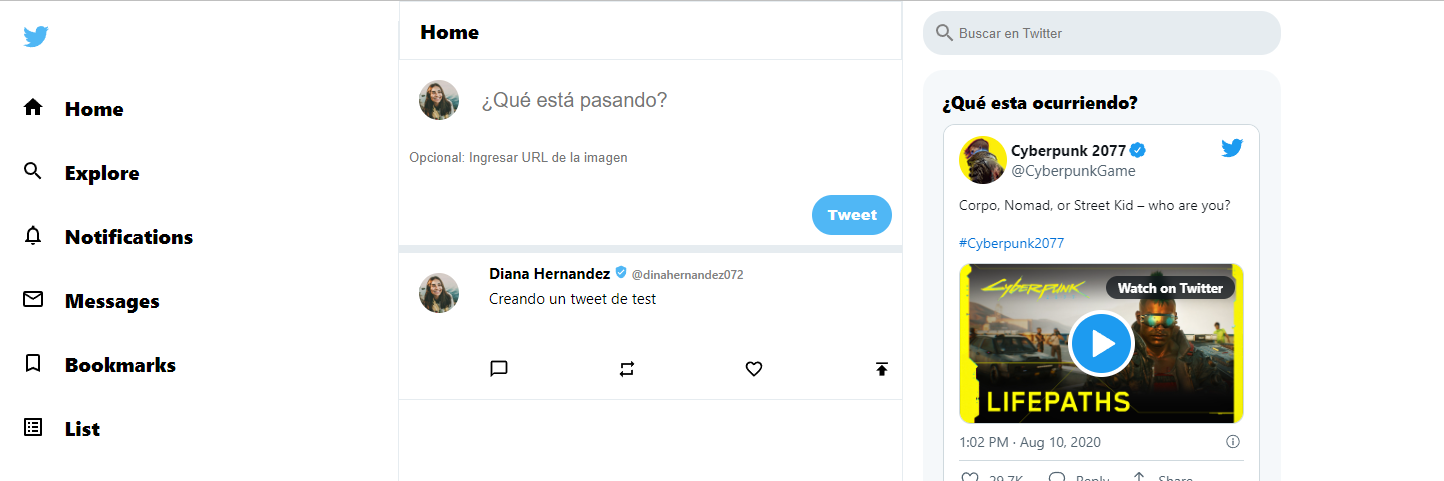 Home
Explore
Notifications
Messages
Bookmarks
List
Home
¿Qué está pasando?
Opcional: Ingresar URL de la imagen
Tweet
Diana Hernandez @dinahernandez072
Creando un tweet de test
Buscar en Twitter
¿Qué esta ocurriendo?
Cyberpunk 2077
@CyberpunkGame
Corpo, Nomad, or Street Kid – who are you?
#Cyberpunk2077
CYBERPUNK
Watch on Twitter
LIFEPATHS
1:02 PM · Aug 10, 2020
29.7K Reply Share